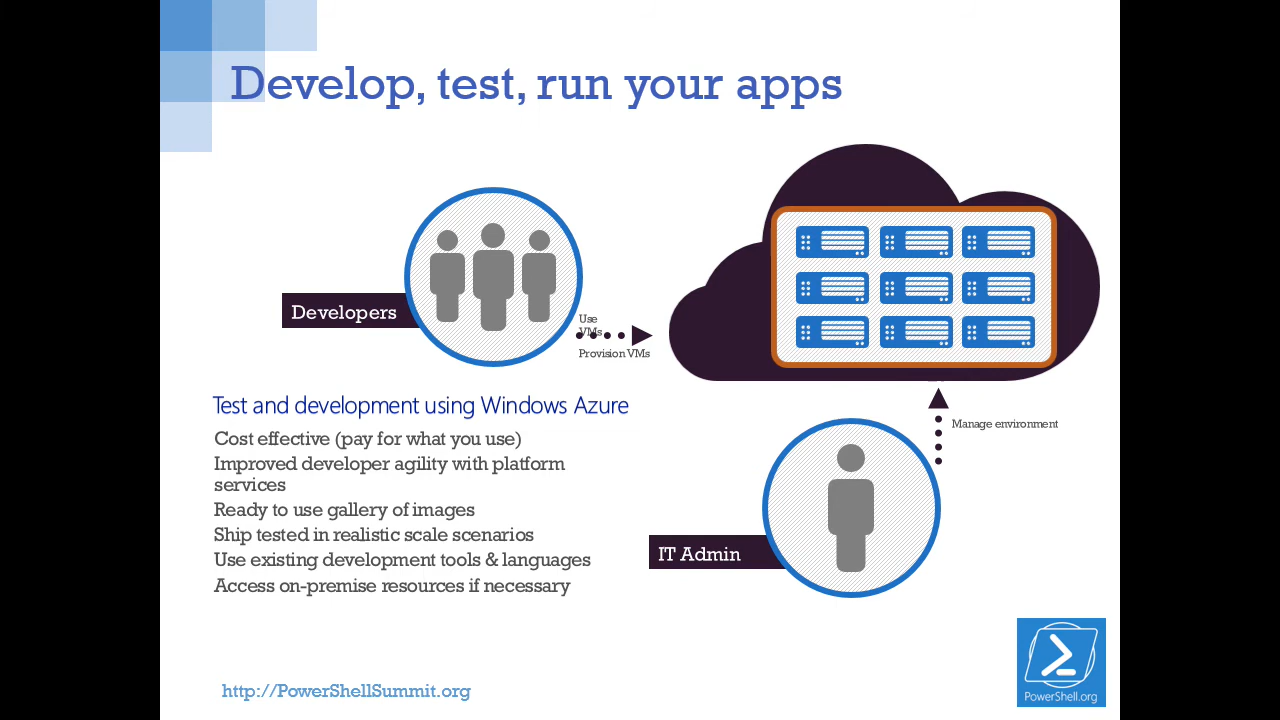 Develop, test, run your apps
Developers
Use
VMs
Provision VMs
Test and development using Windows Azure
Cost effective (pay for what you use)
Improved developer agility with platform
services
Ready to use gallery of images
Ship tested in realistic scale scenarios
Use existing development tools & languages
Access on-premise resources if necessary
Manage environment
IT Admin
http://PowerShellSummit.org
PowerShell.org